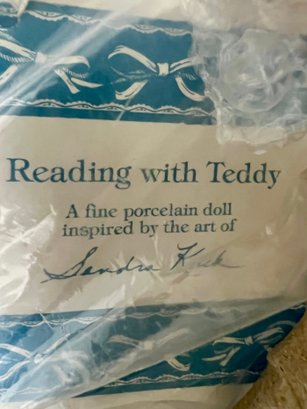 Reading with Teddy
A fine porcelain doll
inspired by the art of
Sandra Kuck